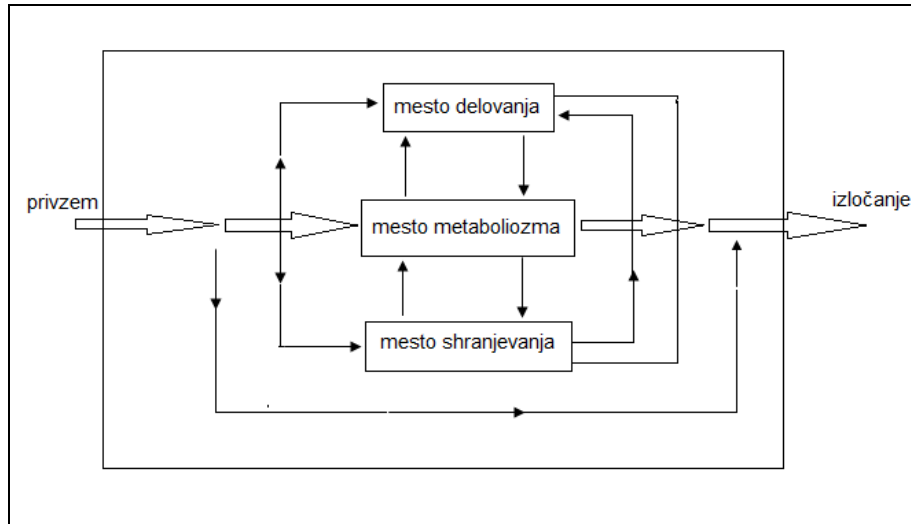 mesto delovanja
privzem
izločanje
mesto metaboliozma
mesto shranjevanja